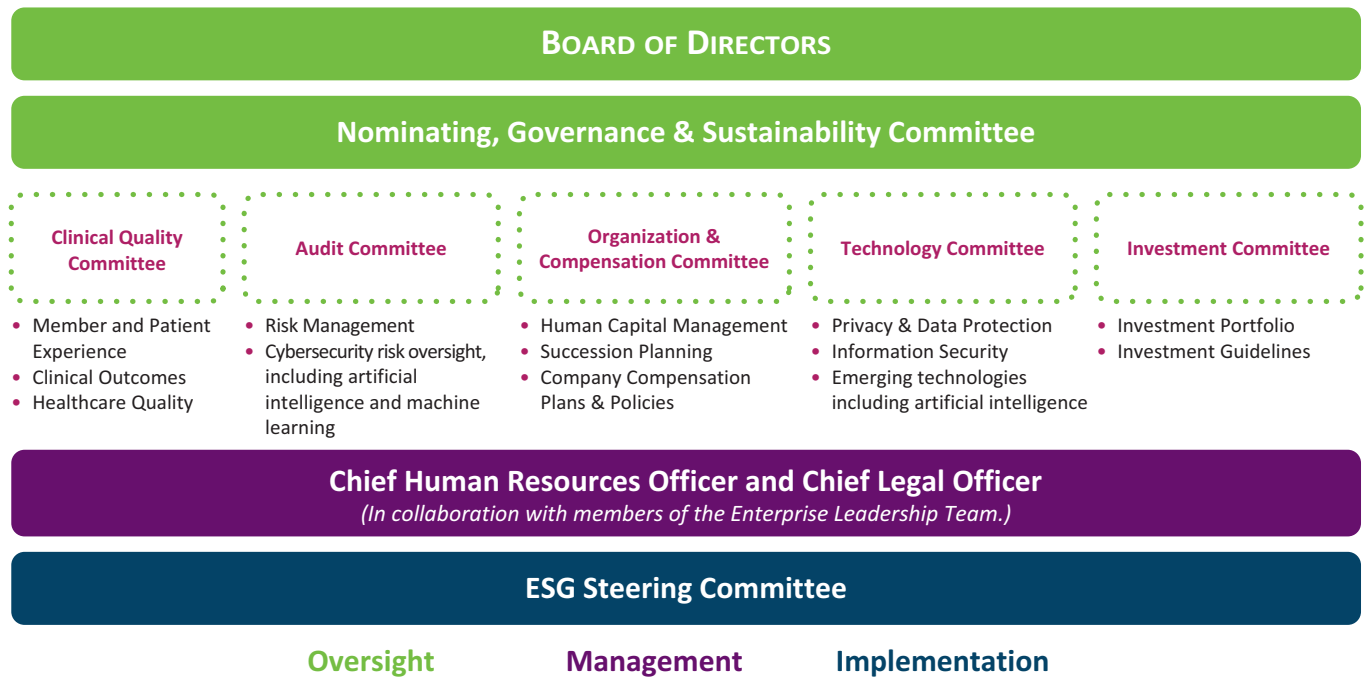 BOARD OF DIRECTORS
Nominating, Governance & Sustainability Committee
Clinical Quality
Committee
• Member and Patient
Experience
• Clinical Outcomes
• Healthcare Quality
Audit Committee
• Risk Management
• Cybersecurity risk oversight,
including artificial
intelligence and machine
learning
Organization &
Compensation Committee
• Human Capital Management
• Succession Planning
• Company Compensation
Plans & Policies
Technology Committee
• Privacy & Data Protection
• Information Security
• Emerging technologies
including artificial intelligence
Investment Committee
• Investment Portfolio
• Investment Guidelines
Chief Human Resources Officer and Chief Legal Officer
(In collaboration with members of the Enterprise Leadership Team.)
ESG Steering Committee
Oversight
Management
Implementation